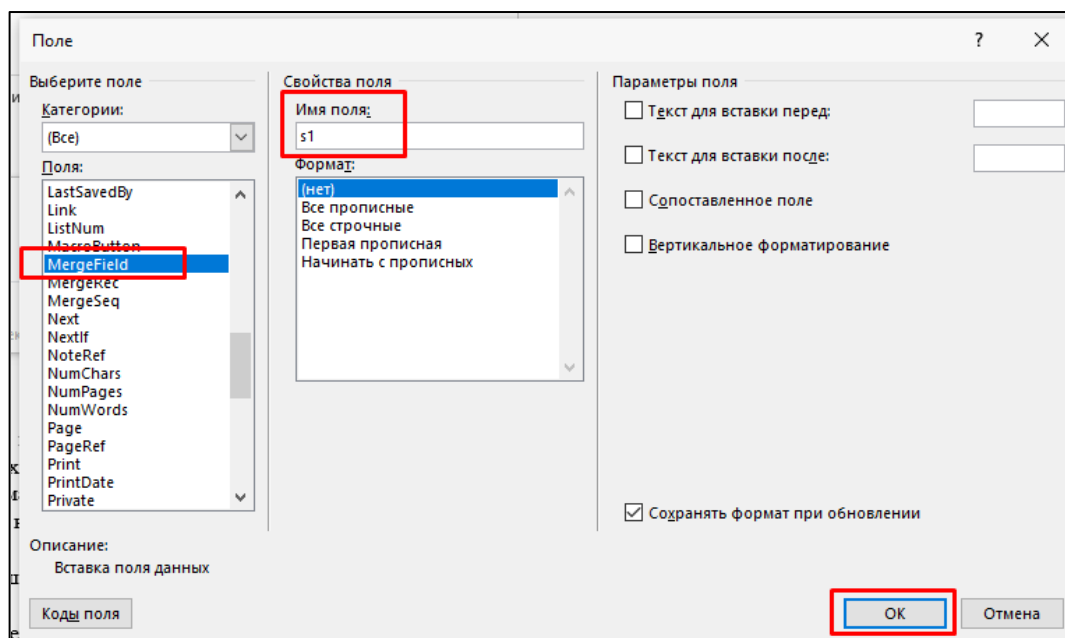 Поле
?
Выберите поле
Категории:
(Все)
Поля:
LastSavedBy
Link
ListNum
MacroButton
MergeField
MergeRec
MergeSeq
Next
NextIf
NoteRef
NumChars
NumPages
NumWords
Page
PageRef
Print
PrintDate
Private
Свойства поля
Имя поля:
s1
Формат:
(нет)
Все прописные
Все строчные
Первая прописная
Начинать с прописных
Параметры поля
Текст для вставки перед:
Текст для вставки после:
Сопоставленное поле
Вертикальное форматирование
Сохранять формат при обновлении
Описание:
Вставка поля данных
Коды поля
ОК
Отмена